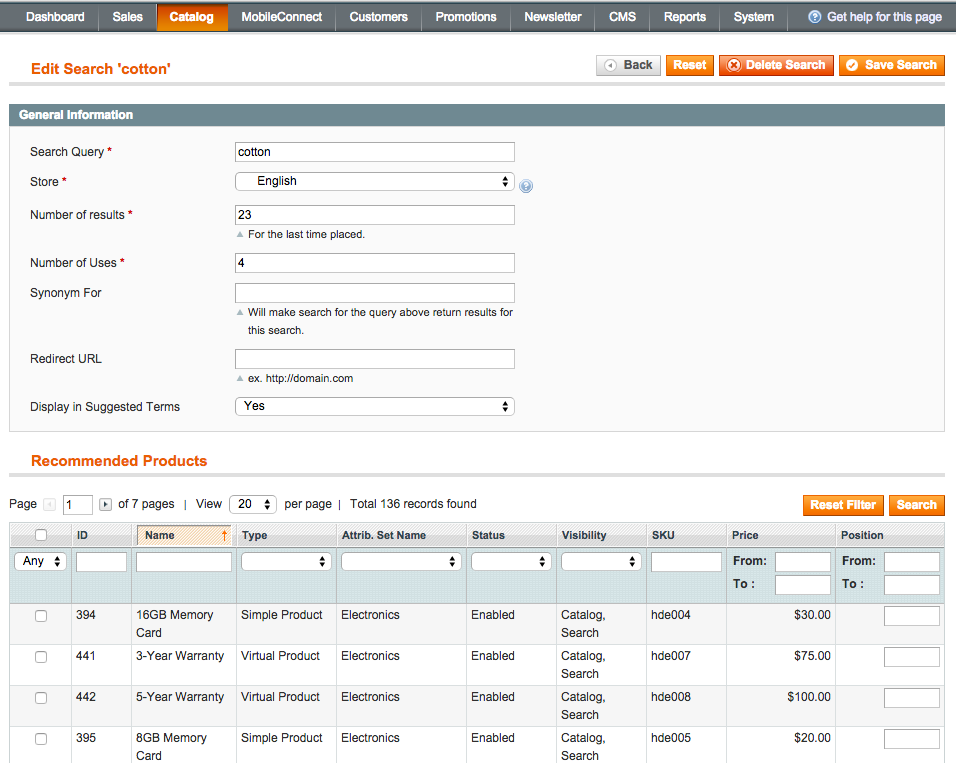 Dashboard Sales Catalog MobileConnect Customers Promotions Newsletter CMS Reports System Get help for this page
Edit Search 'cotton' Back Reset Delete Search Save Search
General Information
Search Query * cotton
Store * English
Number of results * 23
For the last time placed.
Number of Uses * 4
Synonym For
Will make search for the query above return results for
this search.
Redirect URL
ex. http://domain.com
Display in Suggested Terms Yes
Recommended Products
Page 1 of 7 pages | View 20 per page | Total 136 records found Reset Filter Search
ID Name Type Attrib. Set Name Status Visibility SKU Price Position
Any From: From:
To : To :
394 16GB Memory Simple Product Electronics Enabled Catalog, hde004 $30.00
Card Search
441 3-Year Warranty Virtual Product Electronics Enabled Catalog, hde007 $75.00
Search
442 5-Year Warranty Virtual Product Electronics Enabled Catalog, hde008 $100.00
Search
395 8GB Memory Simple Product Electronics Enabled Catalog, hde005 $20.00
Card Search